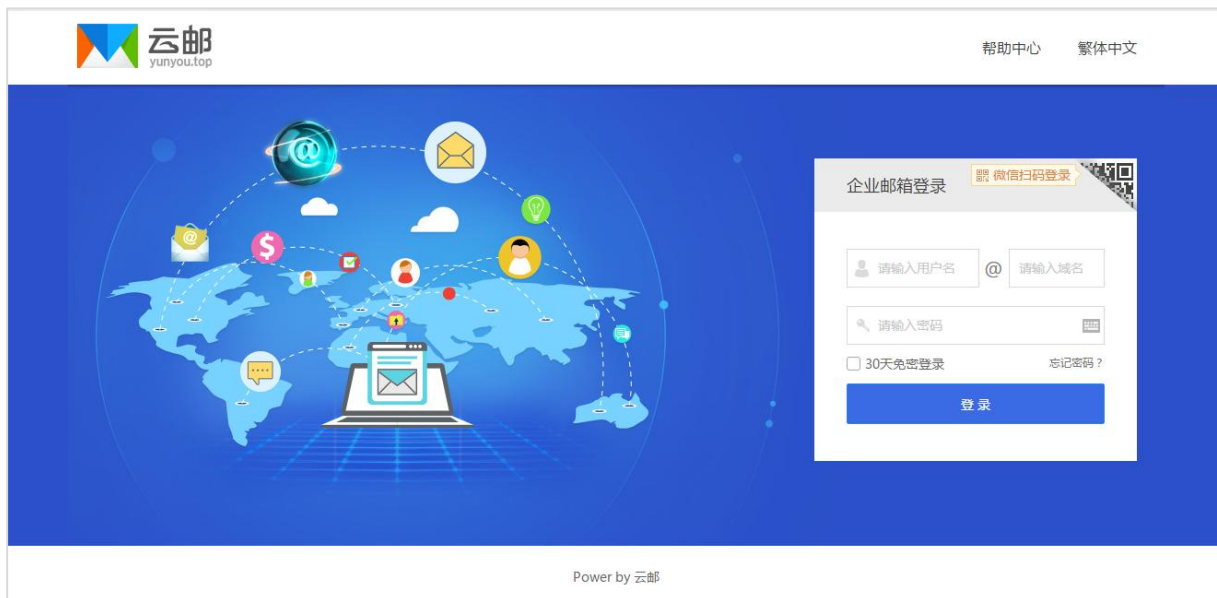 云邮
yunyou.top
帮助中心
繁体中文
企业邮箱登录
微信扫码登录
请输入用户名 @ 请输入域名
请输入密码
30天免密登录
忘记密码？
登 录
Power by 云邮